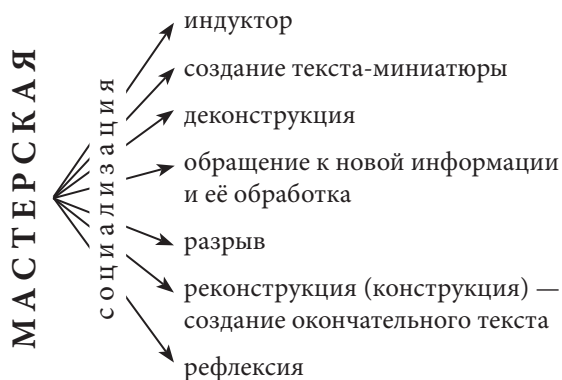 МАСТЕРСКАЯ
социализация
индуктор
создание текста-миниатюры
деконструкция
обращение к новой информации
и её обработка
разрыв
реконструкция (конструкция) —
создание окончательного текста
рефлексия